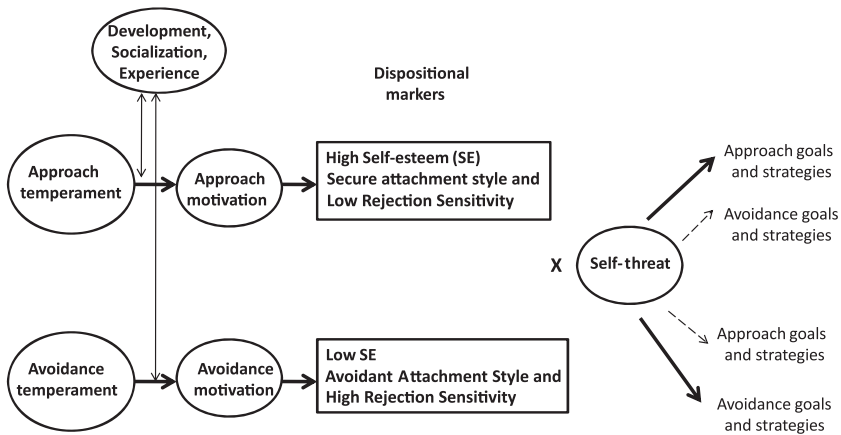 Development,
Socialization,
Experience
Dispositional
markers
Approach
temperament
Approach
motivation
High Self-esteem (SE)
Secure attachment style and
Low Rejection Sensitivity
Approach goals
and strategies
Avoidance goals
and strategies
X
Self-threat
Approach goals
and strategies
Avoidance goals
and strategies
Avoidance
temperament
Avoidance
motivation
Low SE
Avoidant Attachment Style and
High Rejection Sensitivity